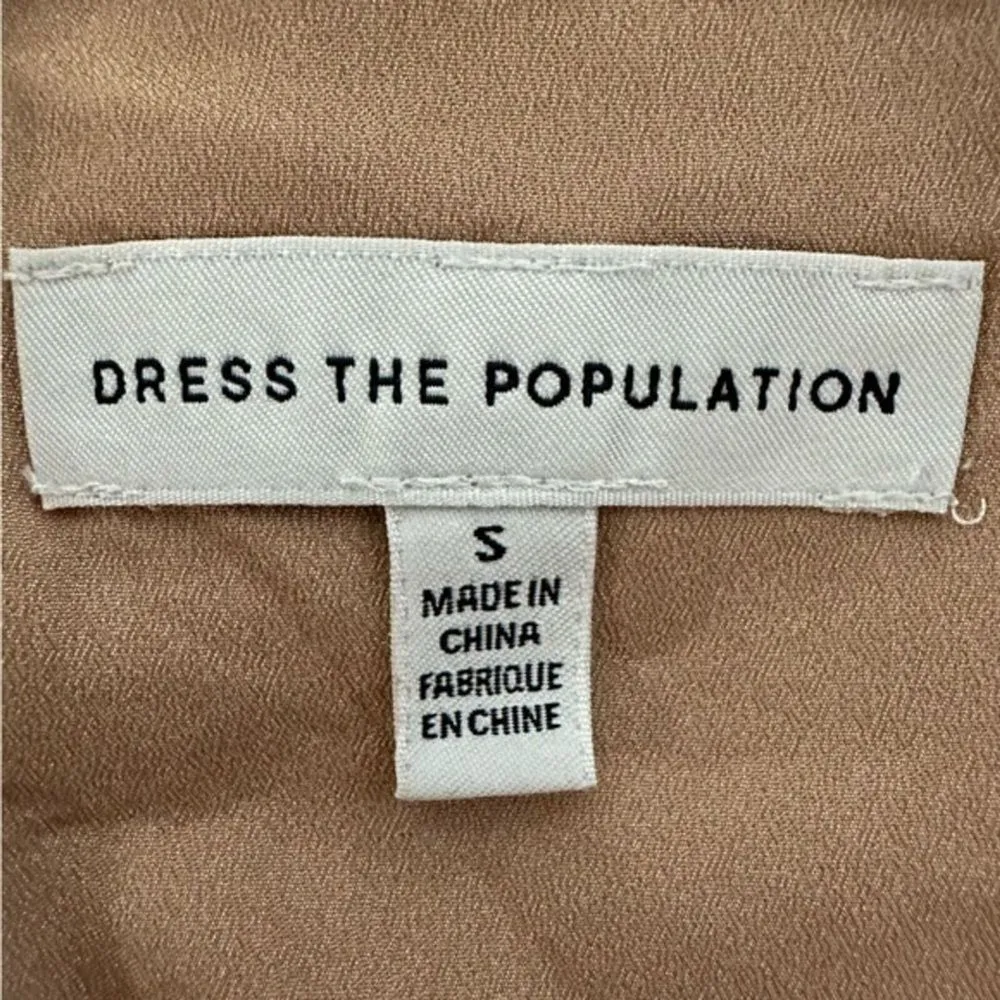 DRESS THE POPULATION
S
MADE IN
CHINA
FABRIQUE
EN CHINE